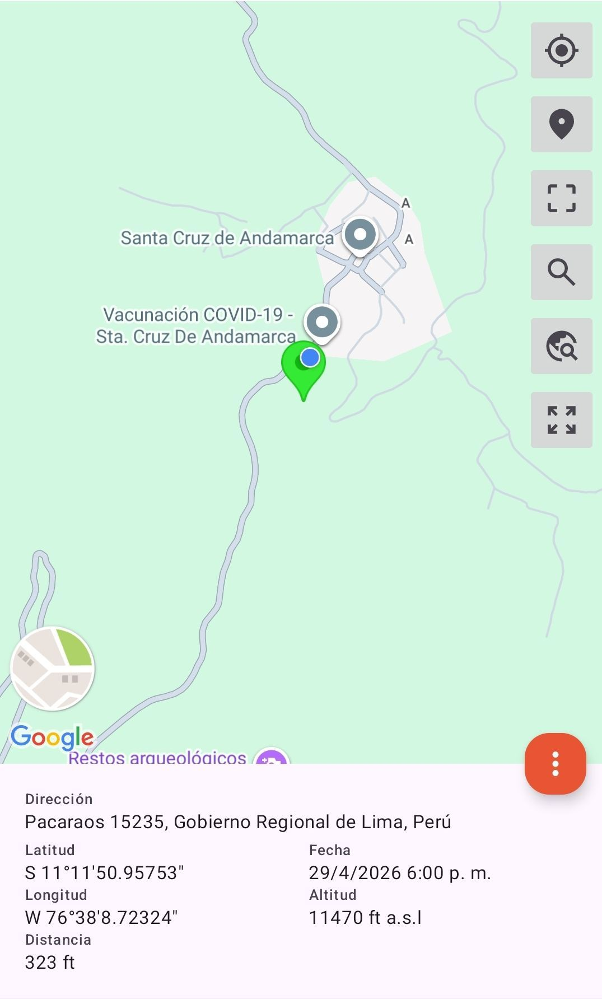 A
Santa Cruz de Andamarca
A
Vacunación COVID-19 -
Sta. Cruz De Andamarca
Google
Restos arqueológicos
Dirección
Pacaraos 15235, Gobierno Regional de Lima, Perú
Latitud
S 11°11'50.95753"
Fecha
29/4/2026 6:00 p. m.
Longitud
W 76°38'8.72324"
Altitud
11470 ft a.s.l
Distancia
323 ft